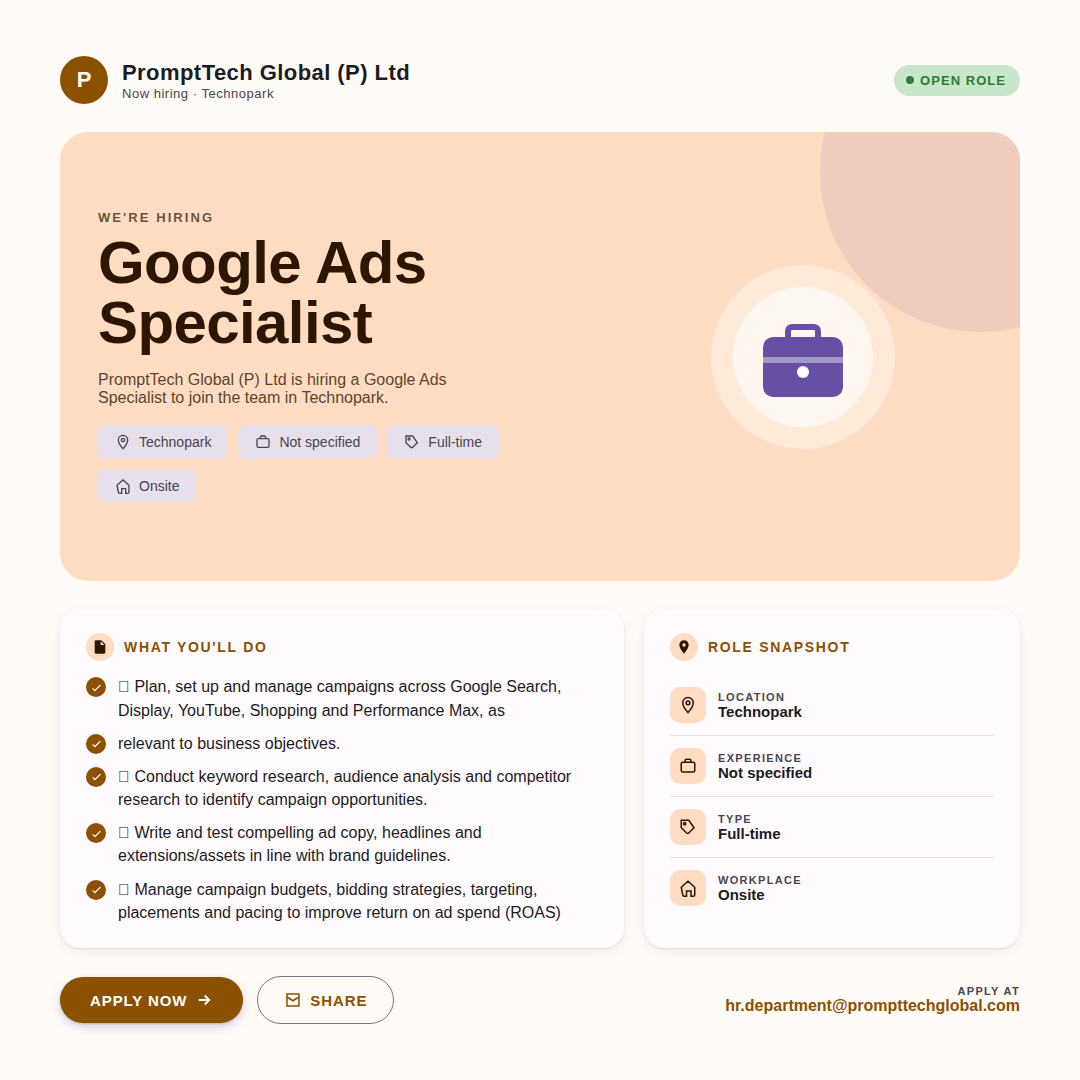 P
PromptTech Global (P) Ltd
Now hiring · Technopark
OPEN ROLE
WE'RE HIRING
Google Ads
Specialist
PromptTech Global (P) Ltd is hiring a Google Ads
Specialist to join the team in Technopark.
Technopark
Not specified
Full-time
Onsite
WHAT YOU'LL DO
Plan, set up and manage campaigns across Google Search,
Display, YouTube, Shopping and Performance Max, as
relevant to business objectives.
Conduct keyword research, audience analysis and competitor
research to identify campaign opportunities.
Write and test compelling ad copy, headlines and
extensions/assets in line with brand guidelines.
Manage campaign budgets, bidding strategies, targeting,
placements and pacing to improve return on ad spend (ROAS)
ROLE SNAPSHOT
LOCATION
Technopark
EXPERIENCE
Not specified
TYPE
Full-time
WORKPLACE
Onsite
APPLY NOW
SHARE
APPLY AT
hr.department@prompttechglobal.com